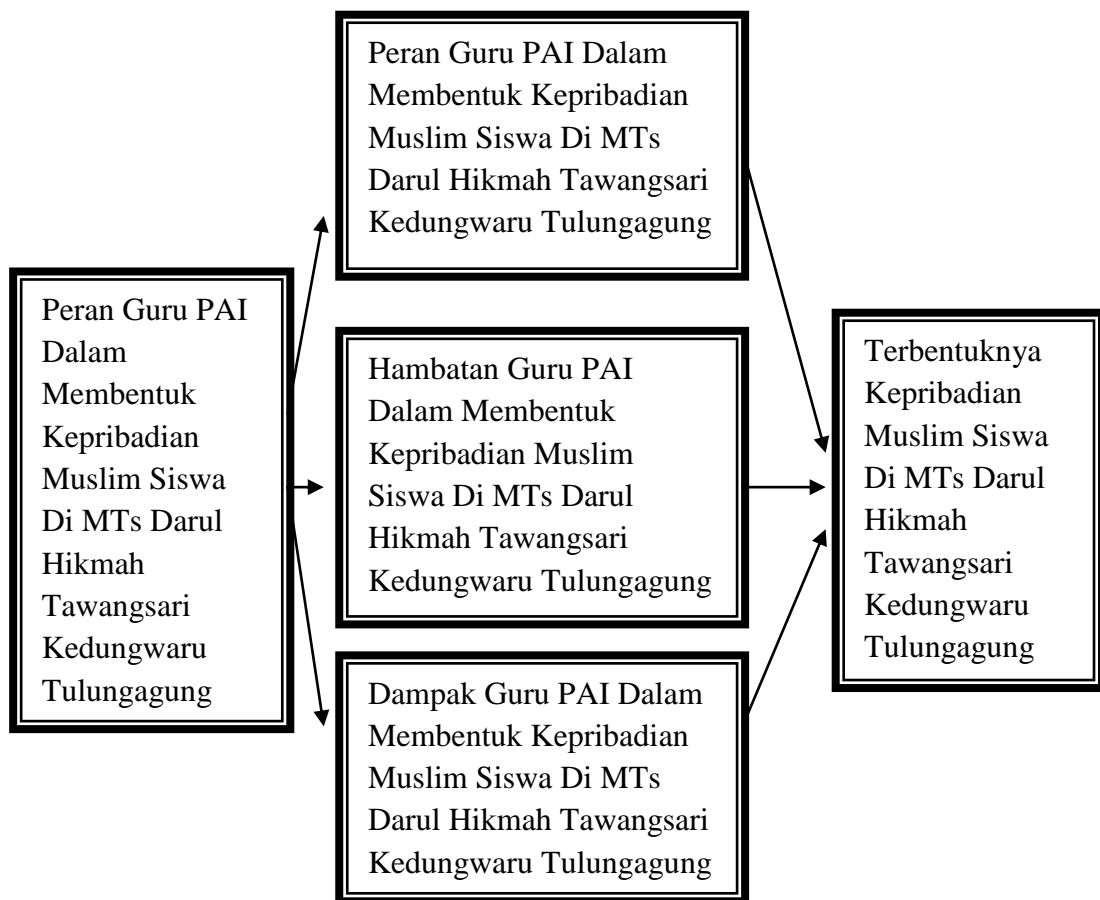 Peran Guru PAI
Dalam
Membentuk
Kepribadian
Muslim Siswa
Di MTs Darul
Hikmah
Tawangsari
Kedungwaru
Tulungagung
Peran Guru PAI Dalam
Membentuk Kepribadian
Muslim Siswa Di MTs
Darul Hikmah Tawangsari
Kedungwaru Tulungagung
Hambatan Guru PAI
Dalam Membentuk
Kepribadian Muslim
Siswa Di MTs Darul
Hikmah Tawangsari
Kedungwaru Tulungagung
Dampak Guru PAI Dalam
Membentuk Kepribadian
Muslim Siswa Di MTs
Darul Hikmah Tawangsari
Kedungwaru Tulungagung
Terbentuknya
Kepribadian
Muslim Siswa
Di MTs Darul
Hikmah
Tawangsari
Kedungwaru
Tulungagung